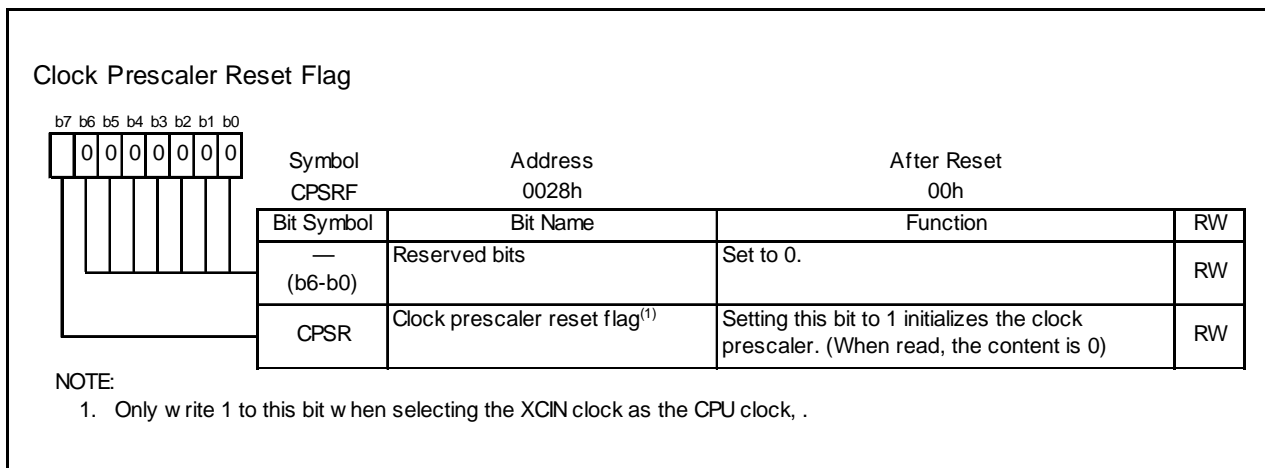 Clock Prescaler Reset Flag
b7 b6 b5 b4 b3 b2 b1 b0
0 0 0 0 0 0 0
Symbol Address After Reset
CPSRF 0028h 00h
Bit Symbol Bit Name Function RW
— Reserved bits Set to 0. RW
(b6-b0)
CPSR Clock prescaler reset flag(1) Setting this bit to 1 initializes the clock RW
prescaler. (When read, the content is 0)
NOTE:
1. Only write 1 to this bit when selecting the XCIN clock as the CPU clock, .